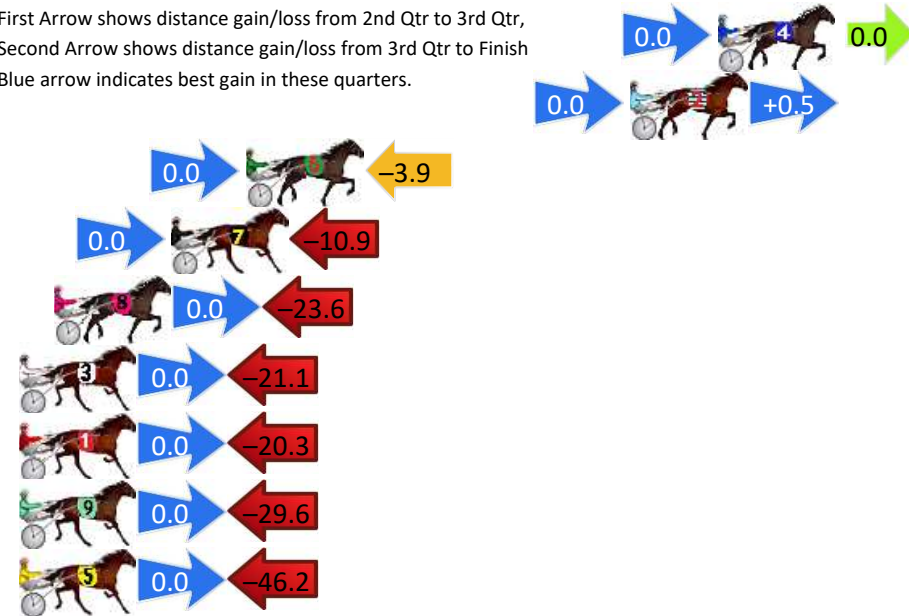 First Arrow shows distance gain/loss from 2nd Qtr to 3rd Qtr,
Second Arrow shows distance gain/loss from 3rd Qtr to Finish
Blue arrow indicates best gain in these quarters.
0.0 4 0.0
0.0 2 +0.5
0.0 6 –3.9
0.0 7 –10.9
8 0.0 –23.6
3 0.0 –21.1
1 0.0 –20.3
9 0.0 –29.6
5 0.0 –46.2